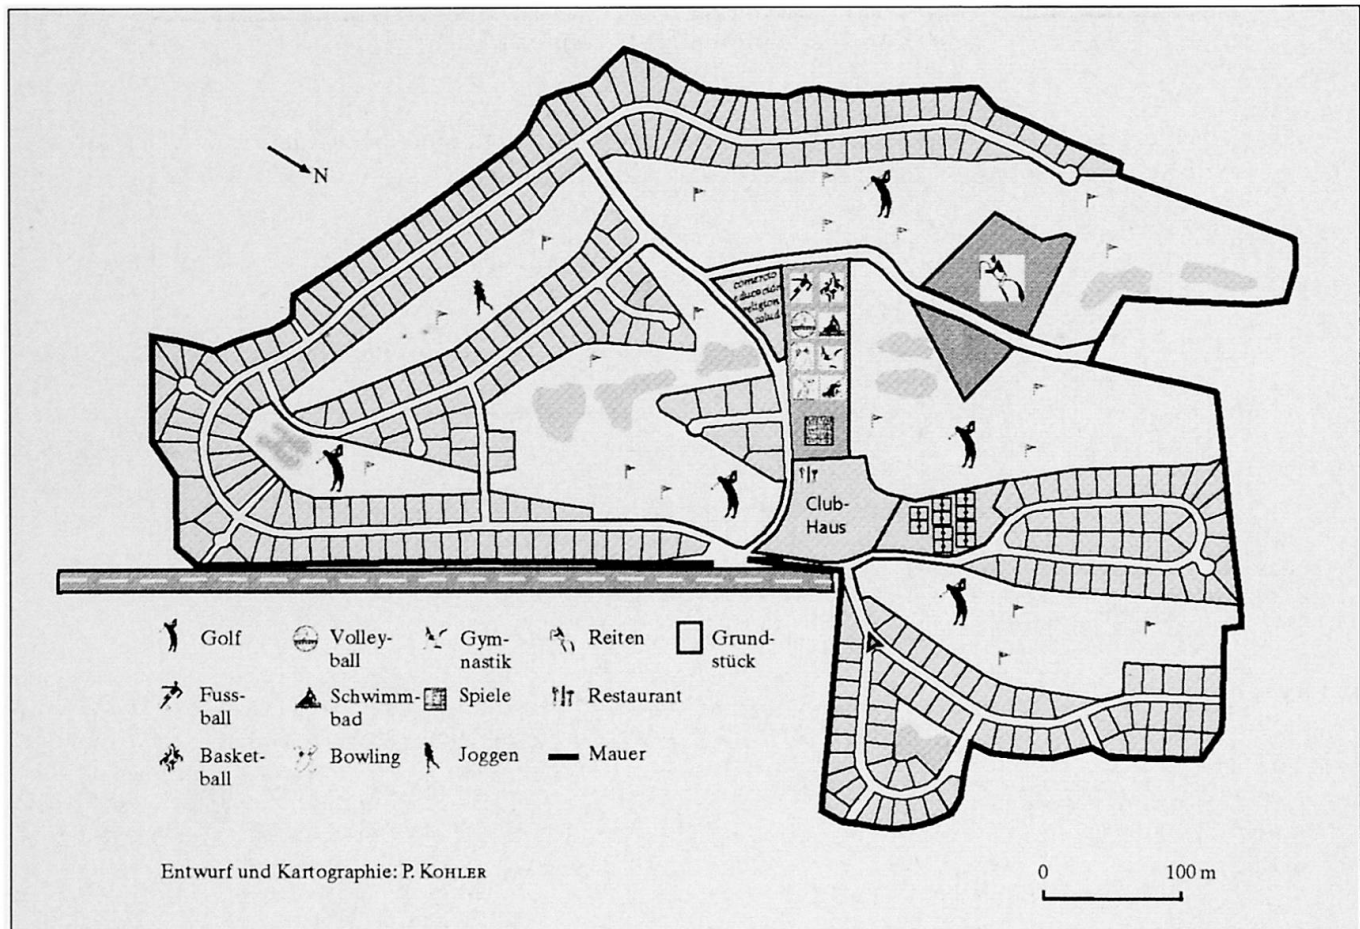 N
comercio
educación
religion
salud
Club-
Haus
Golf
Volley-
ball
Gym-
nastik
Reiten
Grund-
stück
Fuss-
ball
Schwimm-
bad
Spiele
Restaurant
Basket-
ball
Bowling
Joggen
Mauer
Entwurf und Kartographie: P. KOHLER
0 100 m